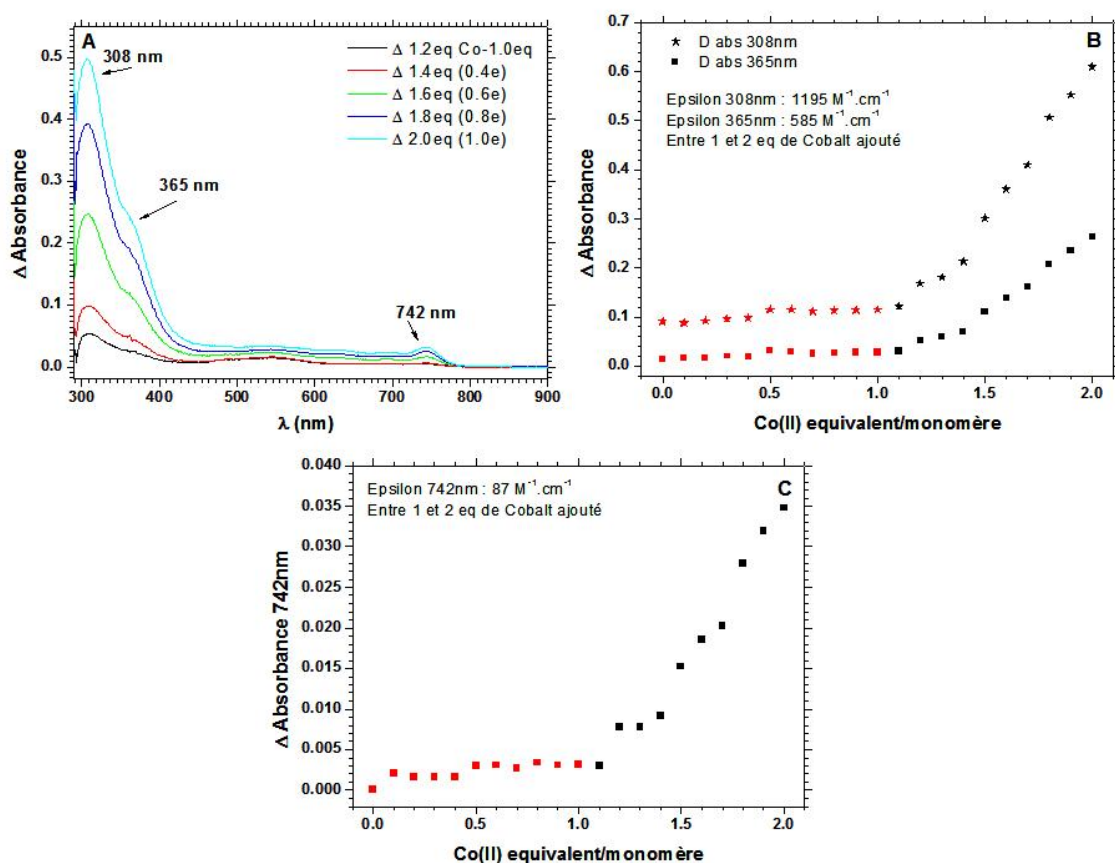 A
308 nm
365 nm
742 nm
Δ 1.2eq Co-1.0eq
Δ 1.4eq (0.4e)
Δ 1.6eq (0.6e)
Δ 1.8eq (0.8e)
Δ 2.0eq (1.0e)
Δ Absorbance
0.5
0.4
0.3
0.2
0.1
0.0
300 400 500 600 700 800 900
λ (nm)
B
D abs 308nm
D abs 365nm
Epsilon 308nm : 1195 M⁻¹.cm⁻¹
Epsilon 365nm : 585 M⁻¹.cm⁻¹
Entre 1 et 2 eq de Cobalt ajouté
Δ Absorbance
0.7
0.6
0.5
0.4
0.3
0.2
0.1
0.0
0.0 0.5 1.0 1.5 2.0
Co(II) equivalent/monomère
C
Epsilon 742nm : 87 M⁻¹.cm⁻¹
Entre 1 et 2 eq de Cobalt ajouté
Δ Absorbance 742nm
0.040
0.035
0.030
0.025
0.020
0.015
0.010
0.005
0.000
0.0 0.5 1.0 1.5 2.0
Co(II) equivalent/monomère